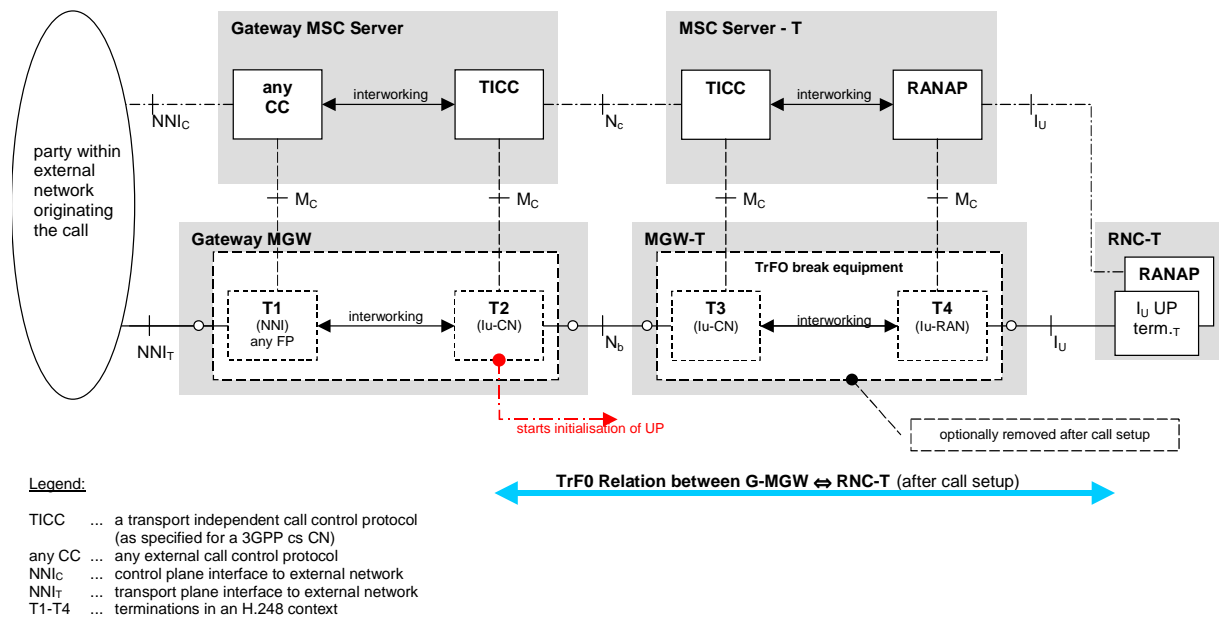 Gateway MSC Server
MSC Server - T
any
CC
interworking
TICC
TICC
interworking
RANAP
NNIC
Nc
IU
party within
external
network
originating
the call
MC
MC
MC
MC
Gateway MGW
MGW-T
RNC-T
TrFO break equipment
RANAP
T1
(NNI)
any FP
interworking
T2
(Iu-CN)
T3
(Iu-CN)
interworking
T4
(Iu-RAN)
IU UP
term.T
NNIT
Nb
IU
starts initialisation of UP
optionally removed after call setup
TrF0 Relation between G-MGW ⇔ RNC-T (after call setup)
Legend:
TICC ... a transport independent call control protocol
(as specified for a 3GPP cs CN)
any CC ... any external call control protocol
NNIC ... control plane interface to external network
NNIT ... transport plane interface to external network
T1-T4 ... terminations in an H.248 context